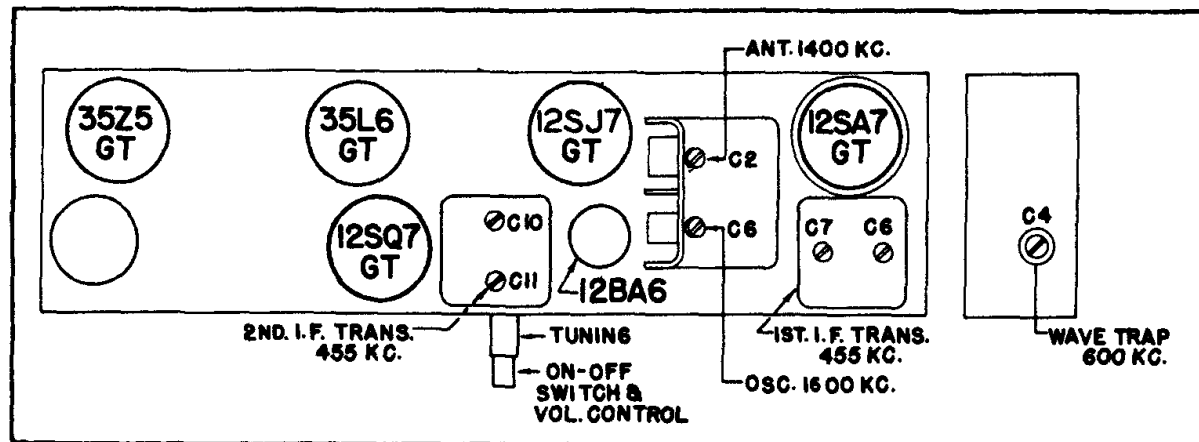 ANT. 1400 KC.
35Z5
GT
35L6
GT
12SJ7
GT
12SA7
GT
C2
C6
12SQ7
GT
C10
C11
12BA6
C7
C6
C4
2ND. I.F. TRANS.
455 KC.
TUNING
ON-OFF
SWITCH &
VOL. CONTROL
1ST. I.F. TRANS.
455 KC.
OSC. 1600 KC.
WAVE TRAP
600 KC.